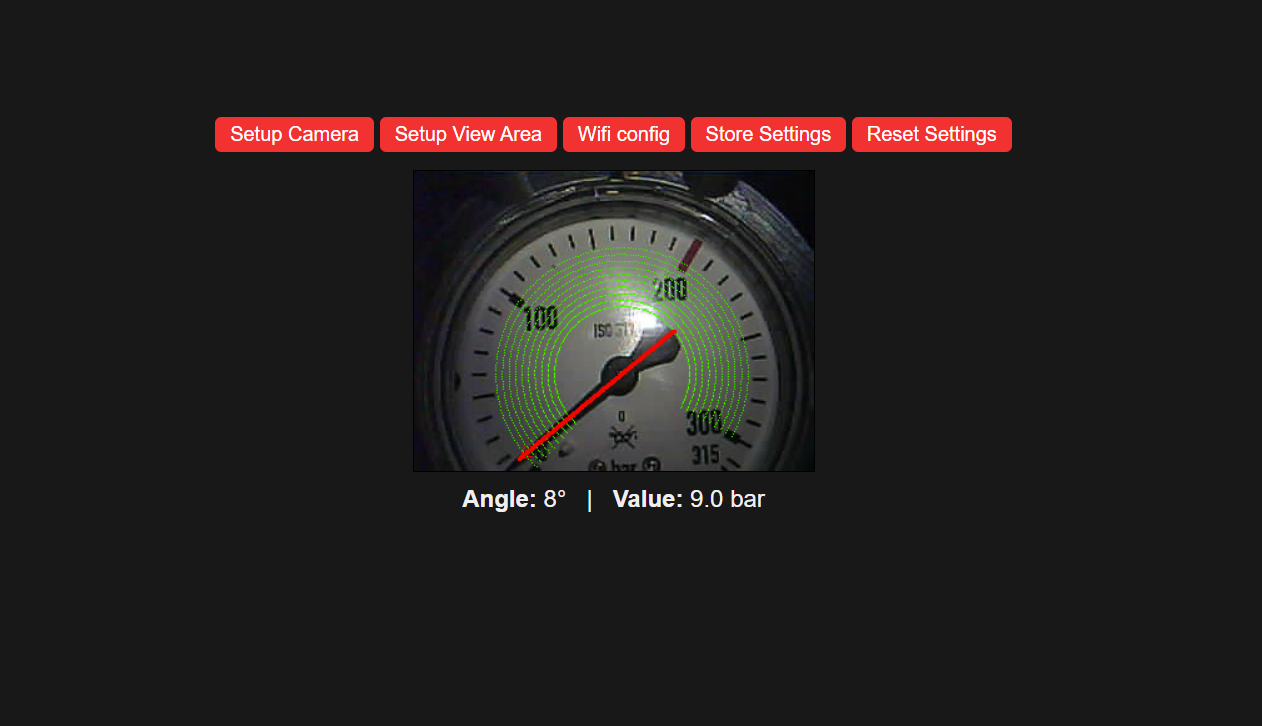 Setup Camera Setup View Area Wifi config Store Settings Reset Settings
200
100
ISO
0
300
bar 315
Angle: 8° | Value: 9.0 bar